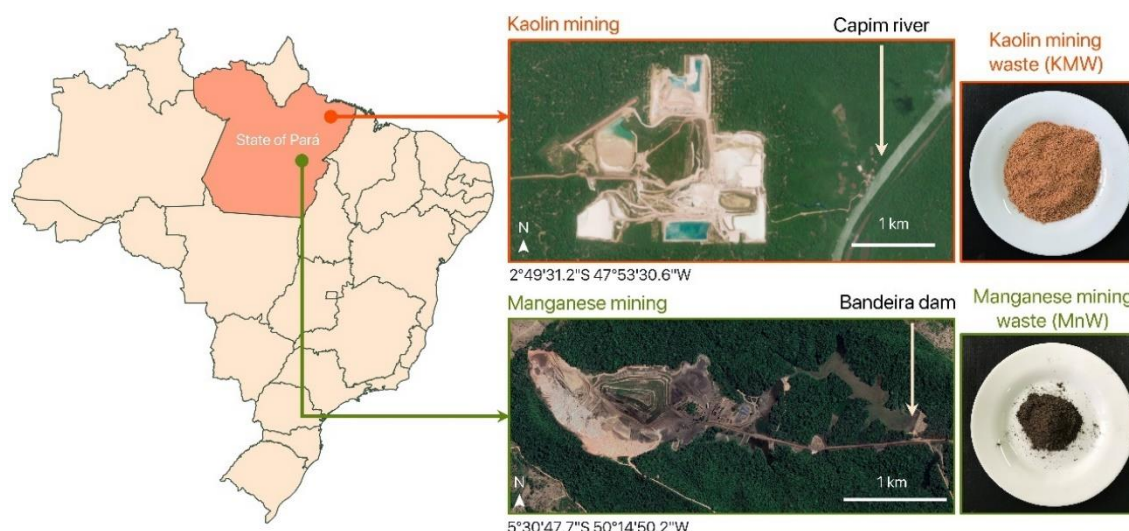 Kaolin mining
Capim river
Kaolin mining
waste (KMW)
State of Pará
N
1 km
2°49'31.2"S 47°53'30.6"W
Manganese mining
Bandeira dam
Manganese mining
waste (MnW)
N
1 km
5°30'47.7"S 50°14'50.2"W